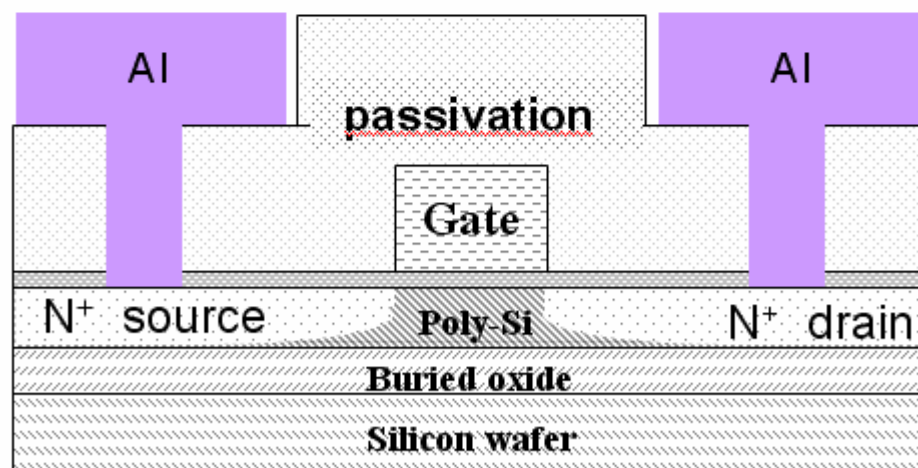 Al
Al
passivation
Gate
N⁺ source
Poly-Si
N⁺ drain
Buried oxide
Silicon wafer